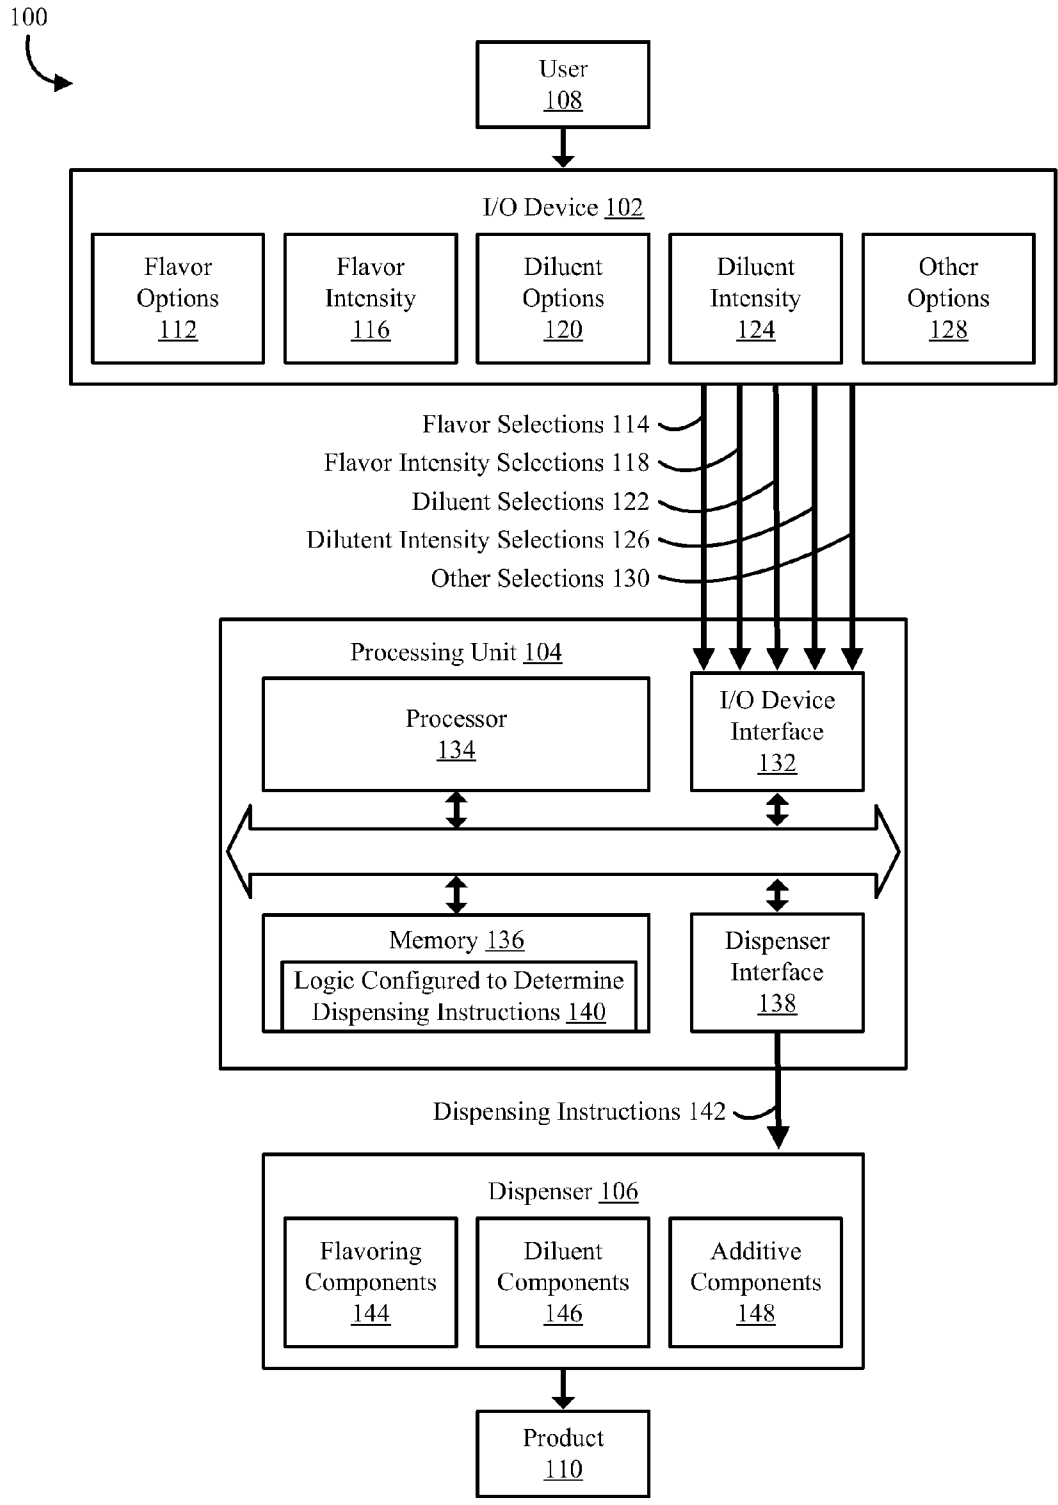 100
User
108
I/O Device 102
Flavor
Options
112
Flavor
Intensity
116
Diluent
Options
120
Diluent
Intensity
124
Other
Options
128
Flavor Selections 114
Flavor Intensity Selections 118
Diluent Selections 122
Dilutent Intensity Selections 126
Other Selections 130
Processing Unit 104
Processor
134
I/O Device
Interface
132
Memory 136
Logic Configured to Determine
Dispensing Instructions 140
Dispenser
Interface
138
Dispensing Instructions 142
Dispenser 106
Flavoring
Components
144
Diluent
Components
146
Additive
Components
148
Product
110